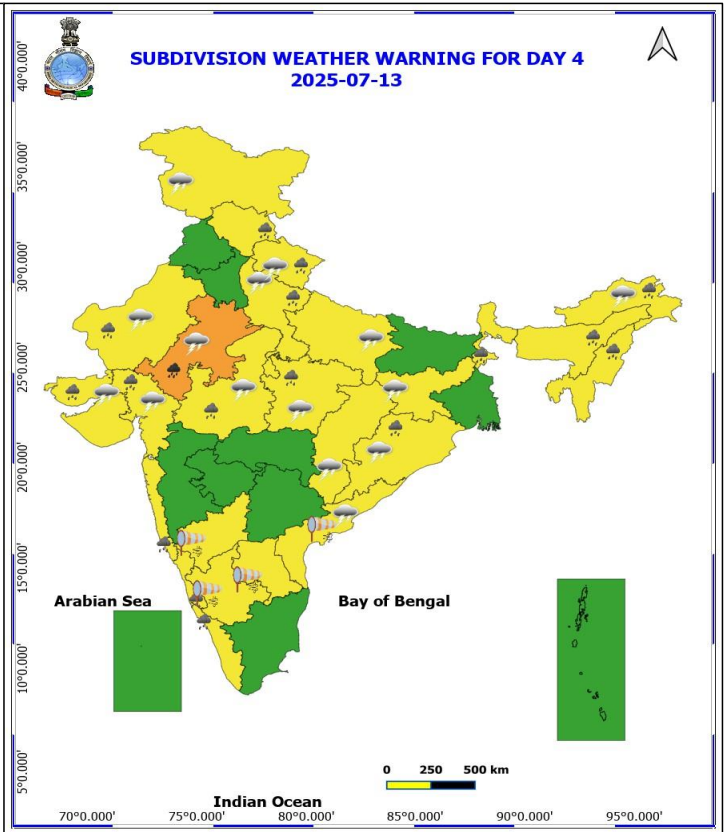 SUBDIVISION WEATHER WARNING FOR DAY 4
2025-07-13
40°0.000'
35°0.000'
30°0.000'
25°0.000'
20°0.000'
15°0.000'
10°0.000'
5°0.000'
Arabian Sea
Bay of Bengal
0 250 500 km
Indian Ocean
70°0.000' 75°0.000' 80°0.000' 85°0.000' 90°0.000' 95°0.000'